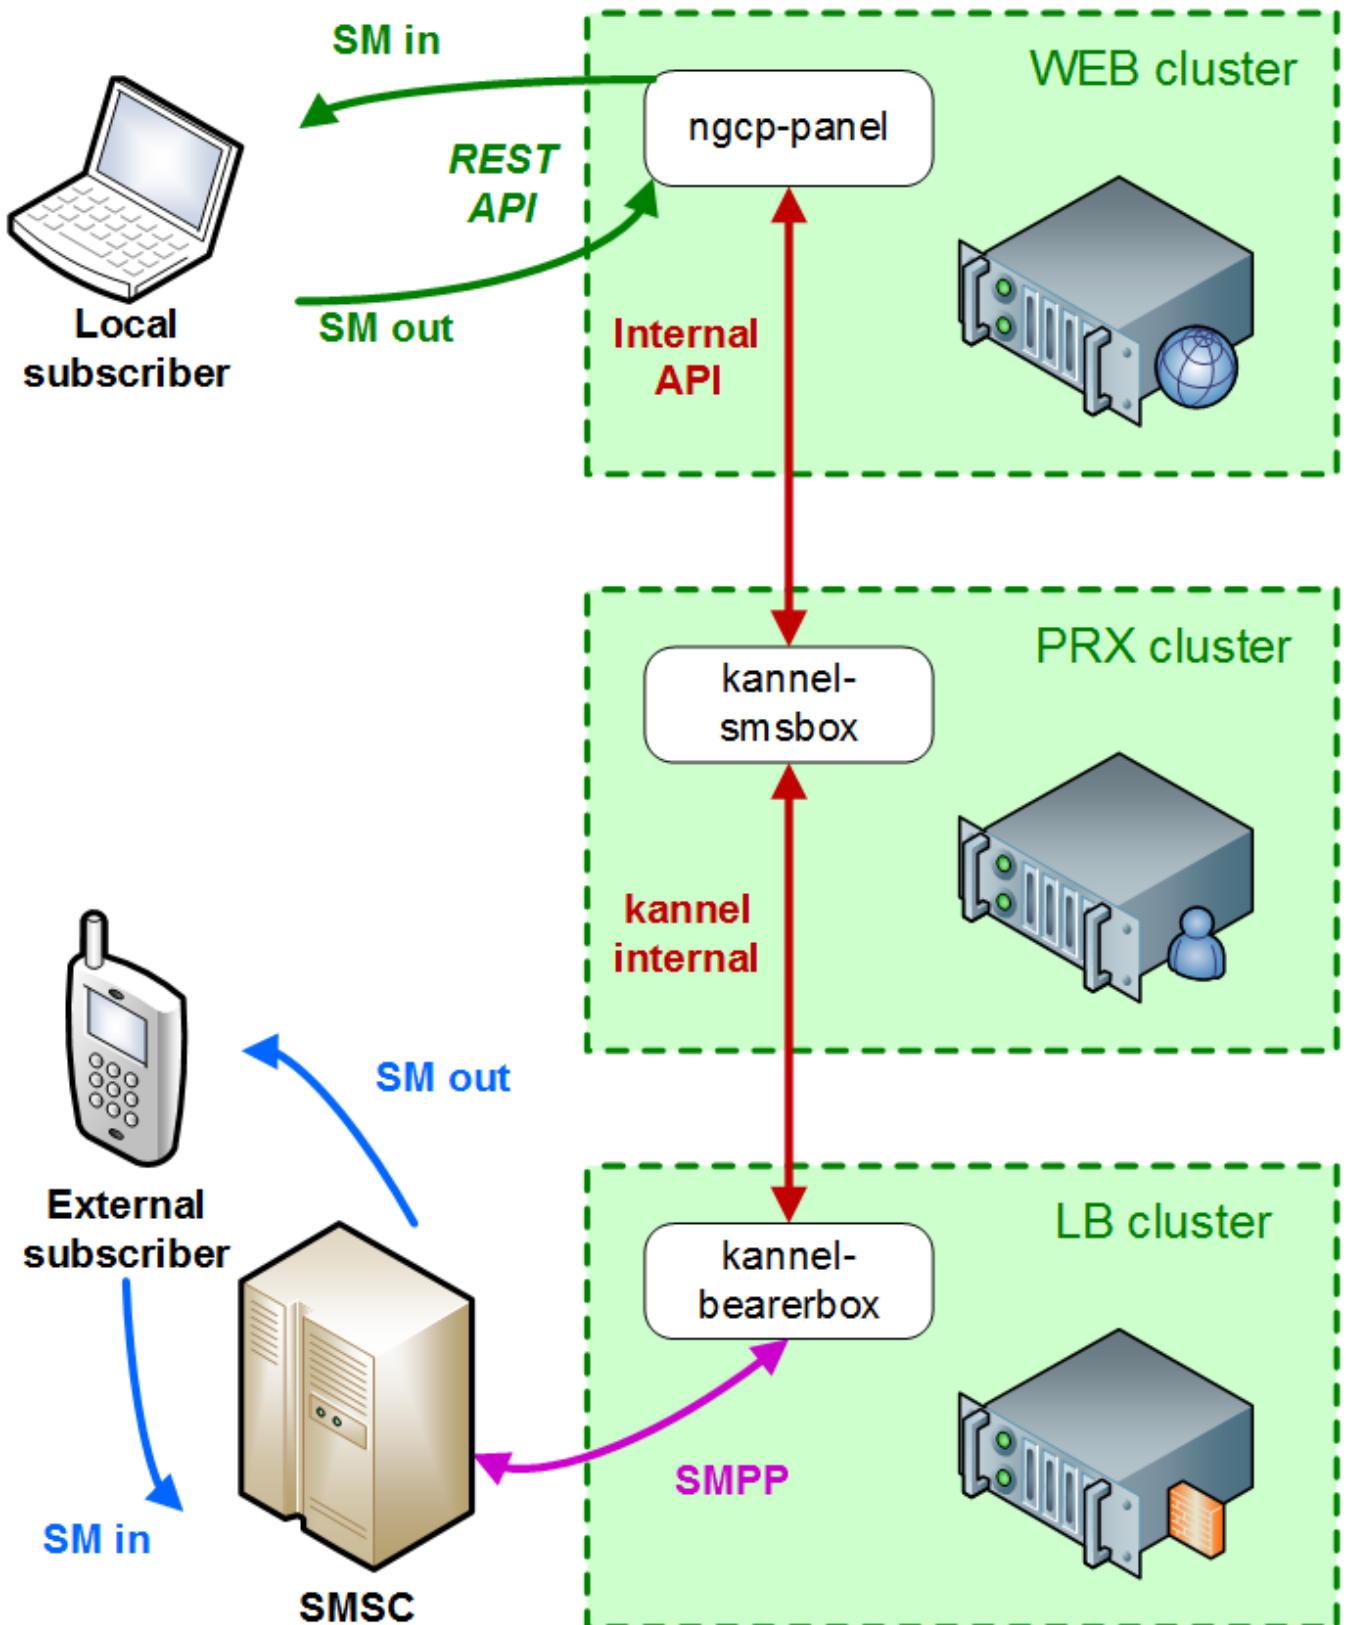 SM in
WEB cluster
ngcp-panel
REST
API
SM out
Local
subscriber
Internal
API
PRX cluster
kannel-
smsbox
kannel
internal
SM out
External
subscriber
LB cluster
kannel-
bearerbox
SMPP
SM in
SMSC